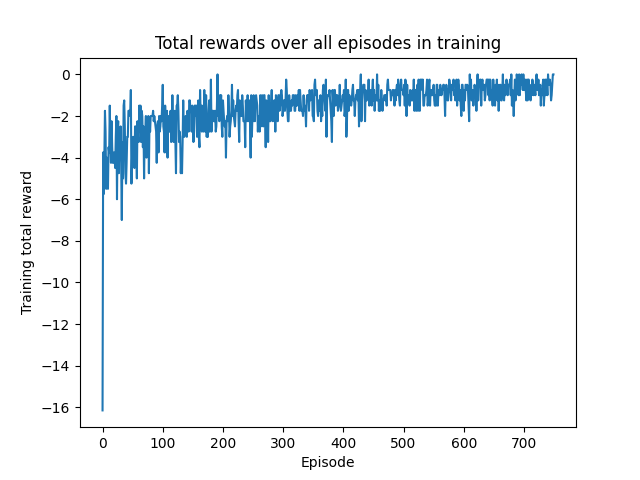 Total rewards over all episodes in training
0
−2
−4
−6
−8
−10
−12
−14
−16
Training total reward
0 100 200 300 400 500 600 700
Episode